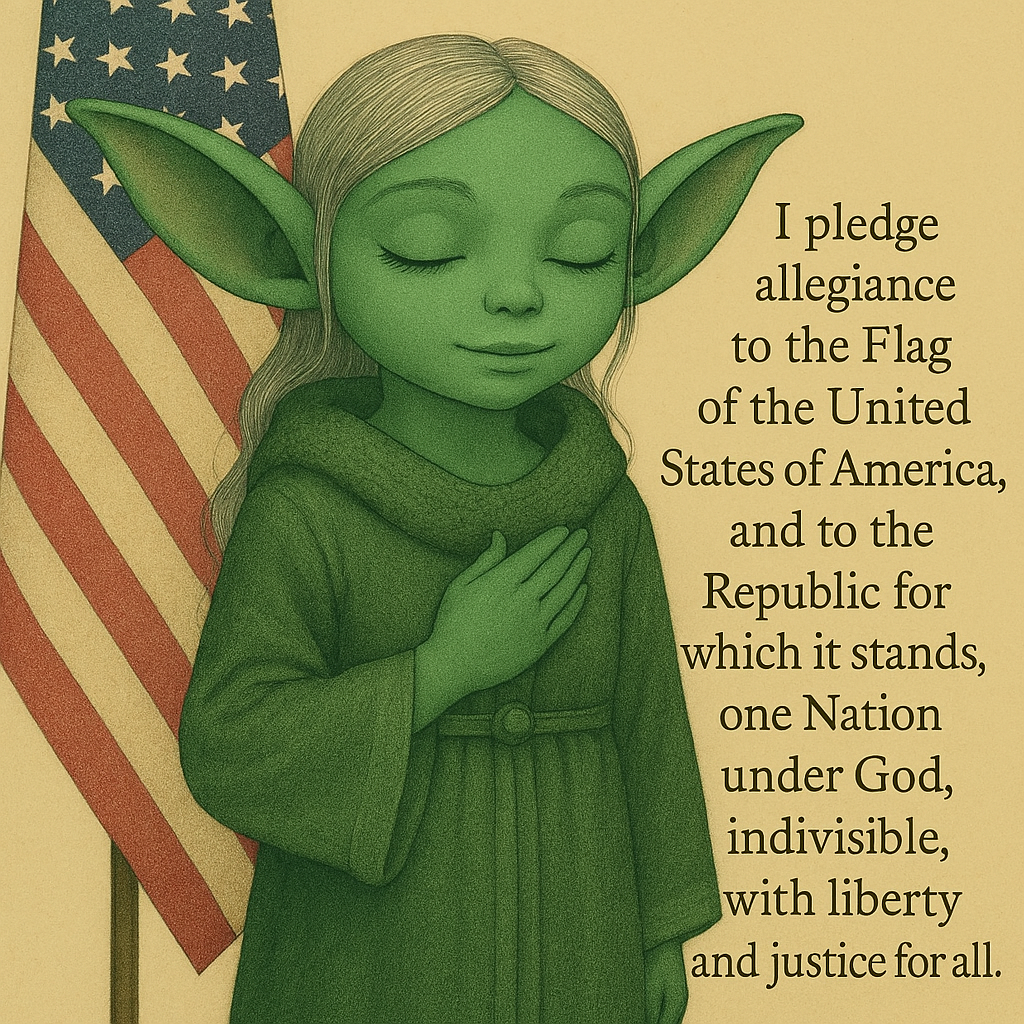 I pledge
allegiance
to the Flag
of the United
States of America,
and to the
Republic for
which it stands,
one Nation
under God,
indivisible,
with liberty
and justice for all.